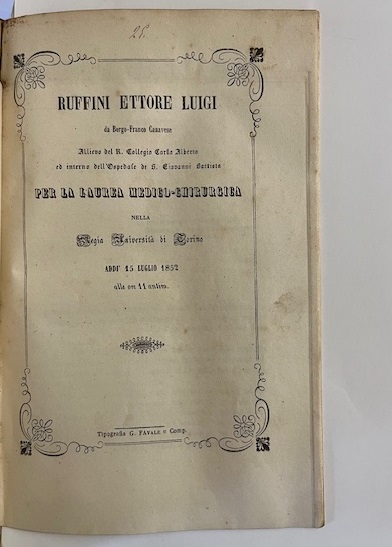 25.
RUFFINI ETTORE LUIGI
da Borgo-Franco Canavese
Allievo del R. Collegio Carlo Alberto
ed interno dell'Ospedale di S. Giovanni Battista
PER LA LAUREA MEDICO-CHIRURGICA
NELLA
Regia Università di Torino
ADDI' 15 LUGLIO 1852
alle ore 11 antim.
Tipografia G. FAVALE e Comp.